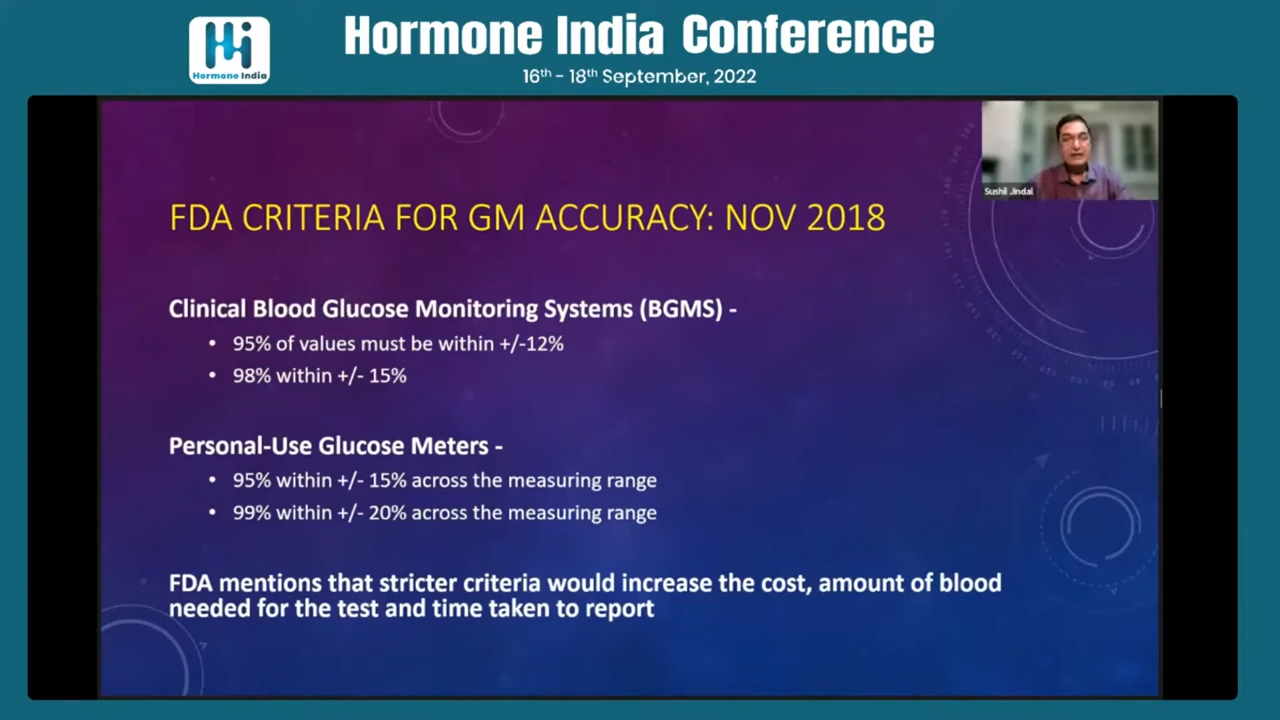 Hormone India Conference
16th - 18th September, 2022
Hormone India
Sushil Jindal
FDA CRITERIA FOR GM ACCURACY: NOV 2018
Clinical Blood Glucose Monitoring Systems (BGMS) -
• 95% of values must be within +/-12%
• 98% within +/- 15%
Personal-Use Glucose Meters -
• 95% within +/- 15% across the measuring range
• 99% within +/- 20% across the measuring range
FDA mentions that stricter criteria would increase the cost, amount of blood
needed for the test and time taken to report